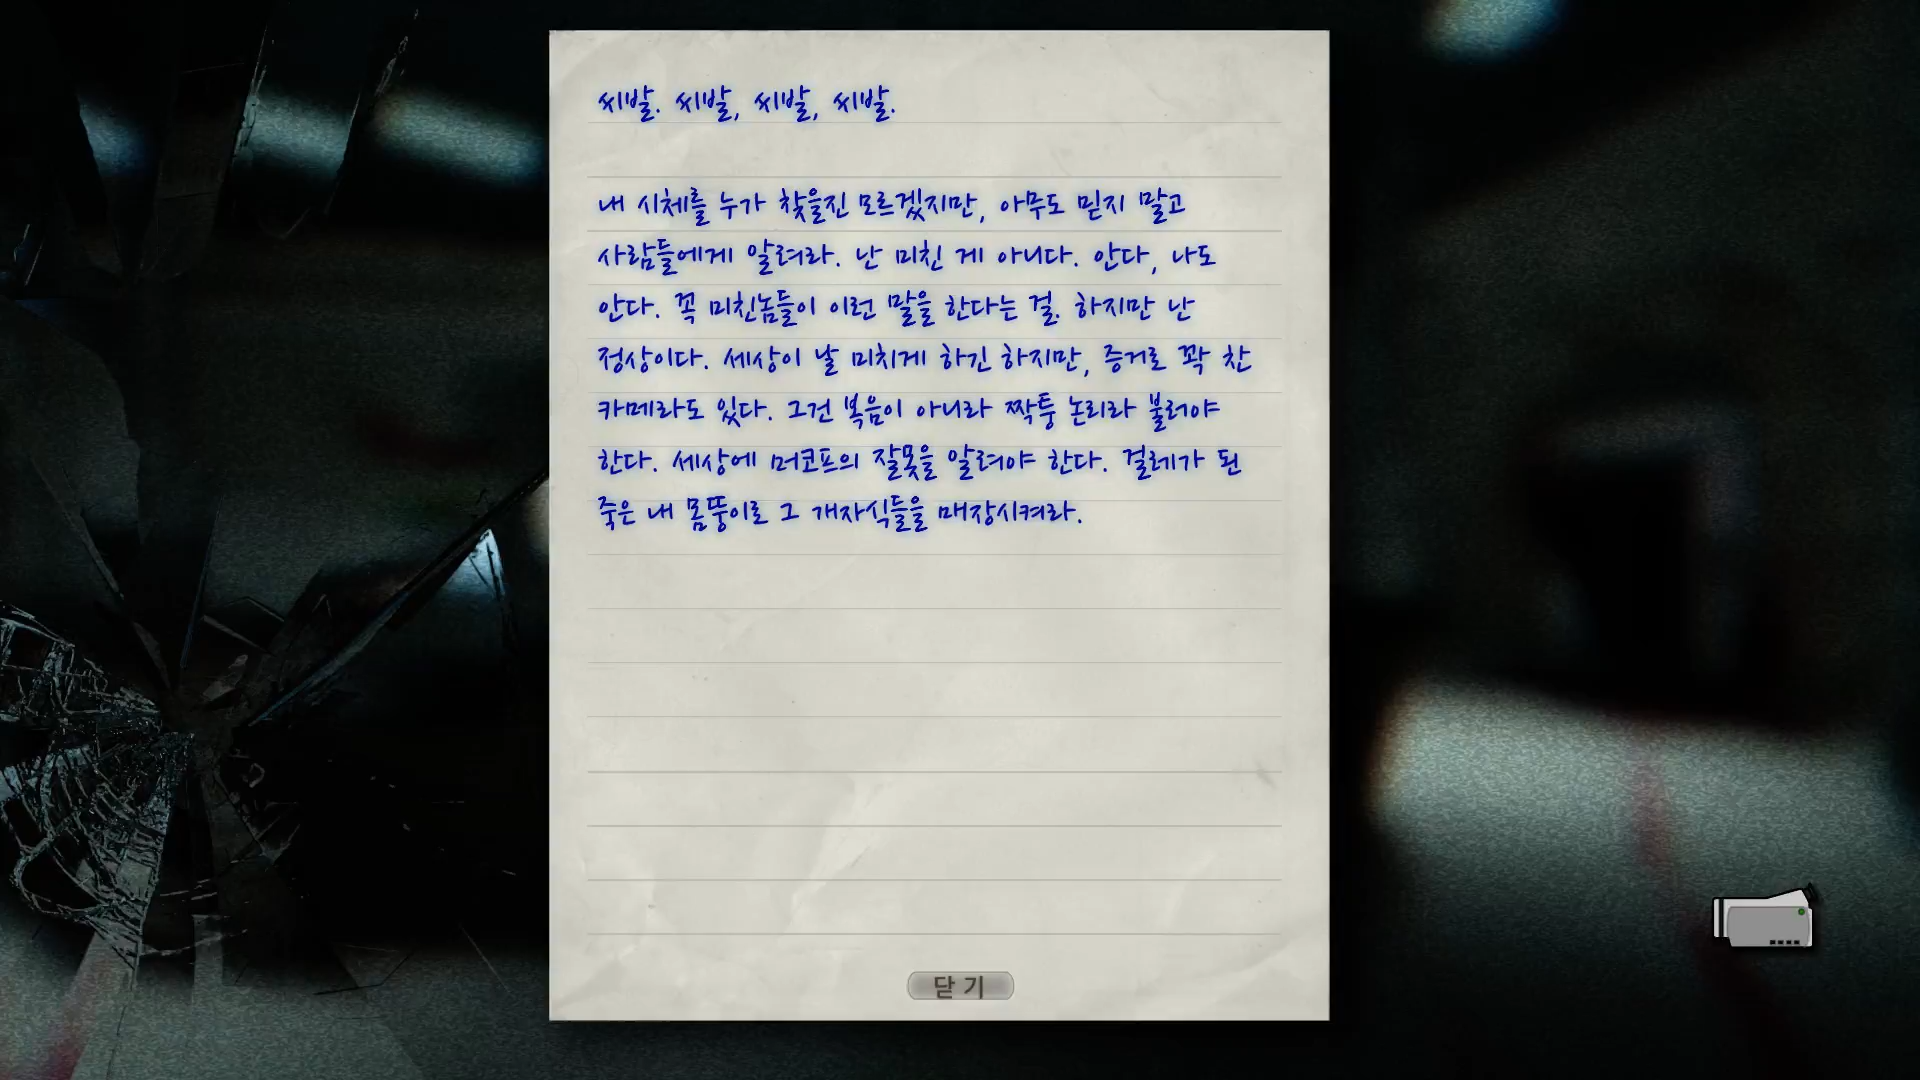 씨발. 씨발, 씨발, 씨발.
내 시체를 누가 찾을진 모르겠지만, 아무도 믿지 말고
사람들에게 알려라. 난 미친 게 아니다. 안다, 나도
안다. 꼭 미친놈들이 이런 말을 한다는 걸. 하지만 난
정상이다. 세상이 날 미치게 하긴 하지만, 증거로 꽉 찬
카메라도 있다. 그건 복음이 아니라 짝퉁 논리라 불러야
한다. 세상에 머코프의 잘못을 알려야 한다. 걸레가 된
죽은 내 몸뚱이로 그 개자식들을 매장시켜라.
닫기